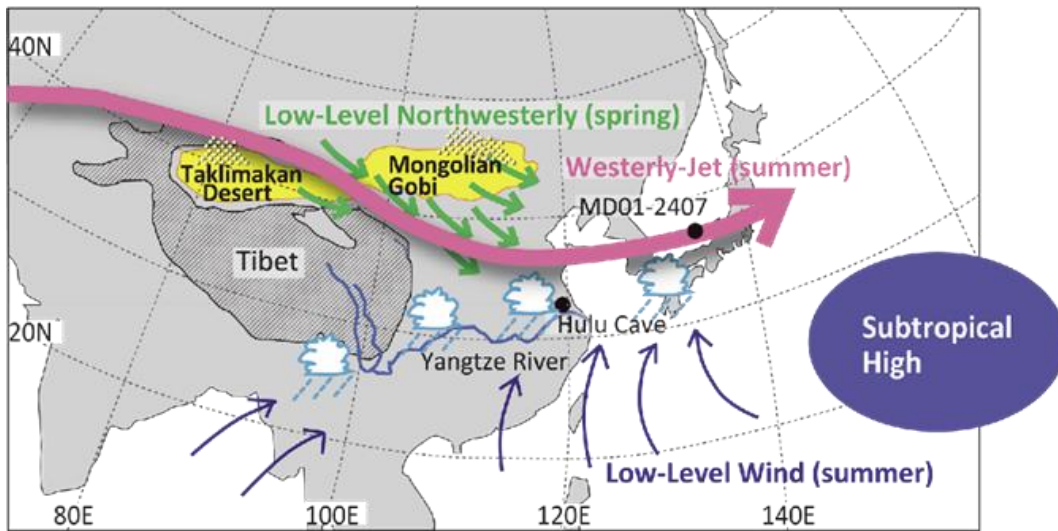 40N
Low-Level Northwesterly (spring)
Taklimakan
Desert
Mongolian
Gobi
Westerly-Jet (summer)
MD01-2407
Tibet
20N
Hulu Cave
Yangtze River
Subtropical
High
Low-Level Wind (summer)
80E
100E
120E
140E